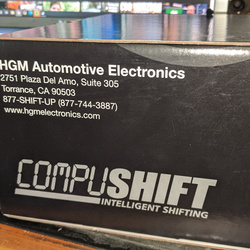 HGM Automotive Electronics
2751 Plaza Del Amo, Suite 305
Torrance, CA 90503
877-SHIFT-UP (877-744-3887)
www.hgmelectronics.com
COMPUSHIFT
INTELLIGENT SHIFTING